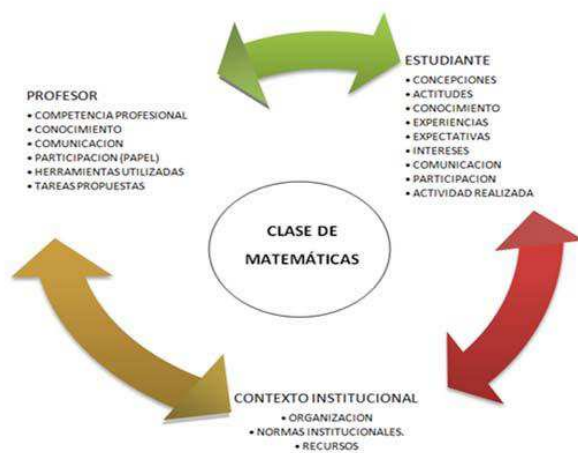 PROFESOR
• COMPETENCIA PROFESIONAL
• CONOCIMIENTO
• COMUNICACION
• PARTICIPACION (PAPEL)
• HERRAMIENTAS UTILIZADAS
• TAREAS PROPUESTAS
ESTUDIANTE
• CONCEPCIONES
• ACTITUDES
• CONOCIMIENTO
• EXPERIENCIAS
• EXPECTATIVAS
• INTERESES
• COMUNICACION
• PARTICIPACION
• ACTIVIDAD REALIZADA
CLASE DE
MATEMÁTICAS
CONTEXTO INSTITUCIONAL
• ORGANIZACION
• NORMAS INSTITUCIONALES.
• RECURSOS